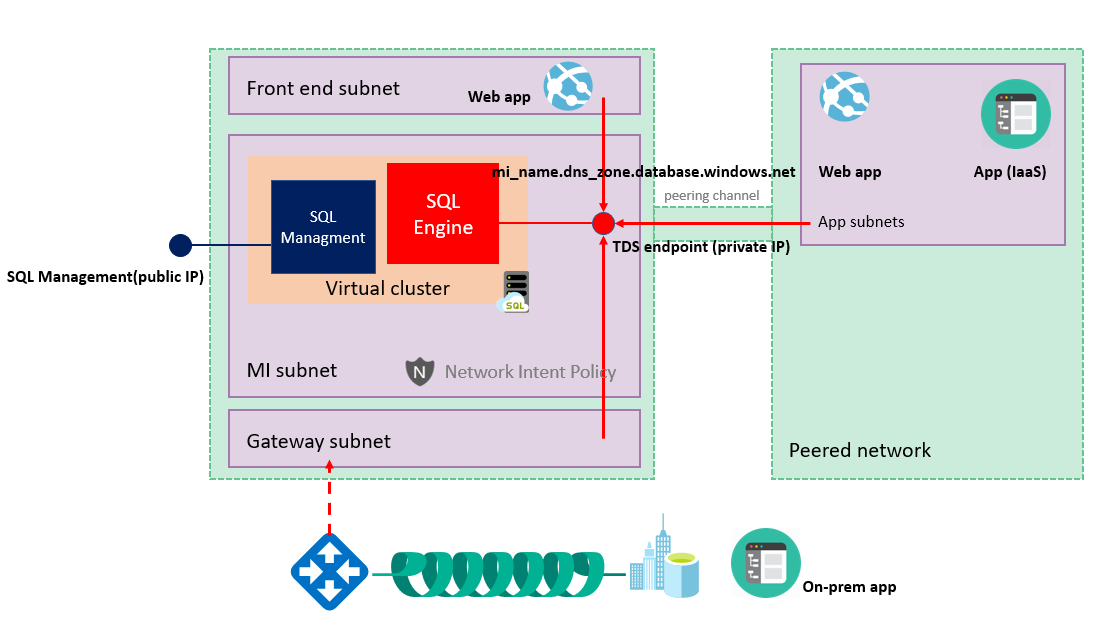 Front end subnet
Web app
mi_name.dns_zone.database.windows.net
Web app
App (IaaS)
peering channel
SQL
Engine
SQL
Managment
App subnets
TDS endpoint (private IP)
SQL Management(public IP)
Virtual cluster
SQL
MI subnet
N
Network Intent Policy
Gateway subnet
Peered network
On-prem app